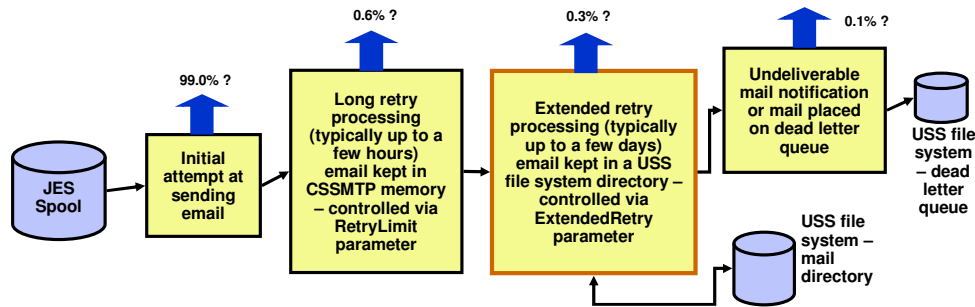 99.0% ?
0.6% ?
0.3% ?
0.1% ?
JES
Spool
Initial
attempt at
sending
email
Long retry
processing
(typically up to a
few hours)
email kept in
CSSMTP memory
– controlled via
RetryLimit
parameter
Extended retry
processing (typically
up to a few days)
email kept in a USS
file system directory –
controlled via
ExtendedRetry
parameter
Undeliverable
mail notification
or mail placed
on dead letter
queue
USS file
system
– dead
letter
queue
USS file
system –
mail
directory